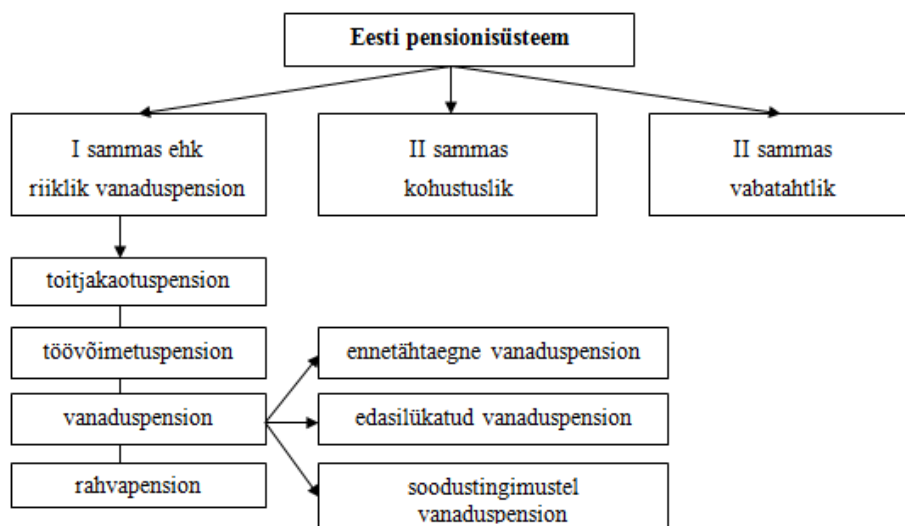 Eesti pensionisüsteem
I sammas ehk
riiklik vanaduspension
II sammas
kohustuslik
II sammas
vabatahtlik
toitjakaotuspension
töövõimetuspension
ennetähtaegne vanaduspension
vanaduspension
edasilükatud vanaduspension
rahvapension
soodustingimustel
vanaduspension